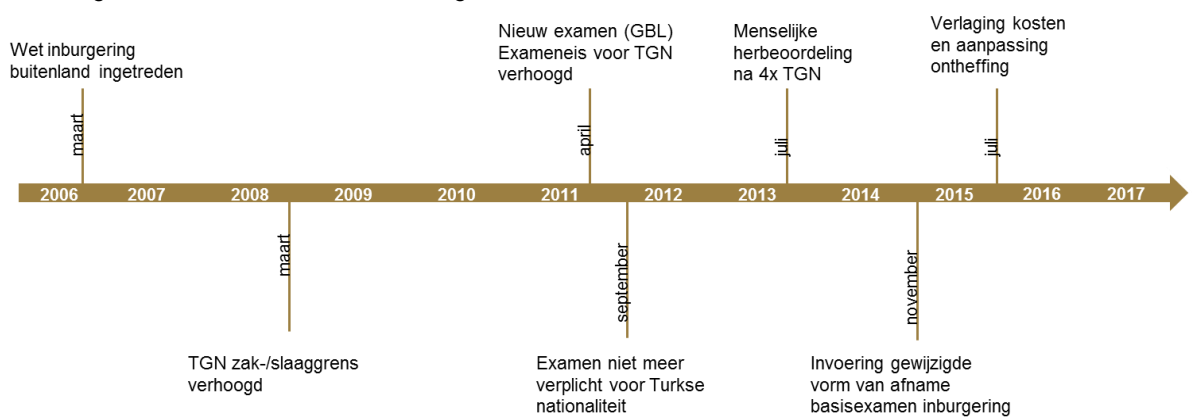 Wet inburgering
buitenland ingetreden
Nieuw examen (GBL)
Exameneis voor TGN
verhoogd
Menselijke
herbeoordeling
na 4x TGN
Verlaging kosten
en aanpassing
ontheffing
maart
april
juli
juli
2006 2007 2008 2009 2010 2011 2012 2013 2014 2015 2016 2017
maart
september
november
TGN zak-/slaaggrens
verhoogd
Examen niet meer
verplicht voor Turkse
nationaliteit
Invoering gewijzigde
vorm van afname
basisexamen inburgering